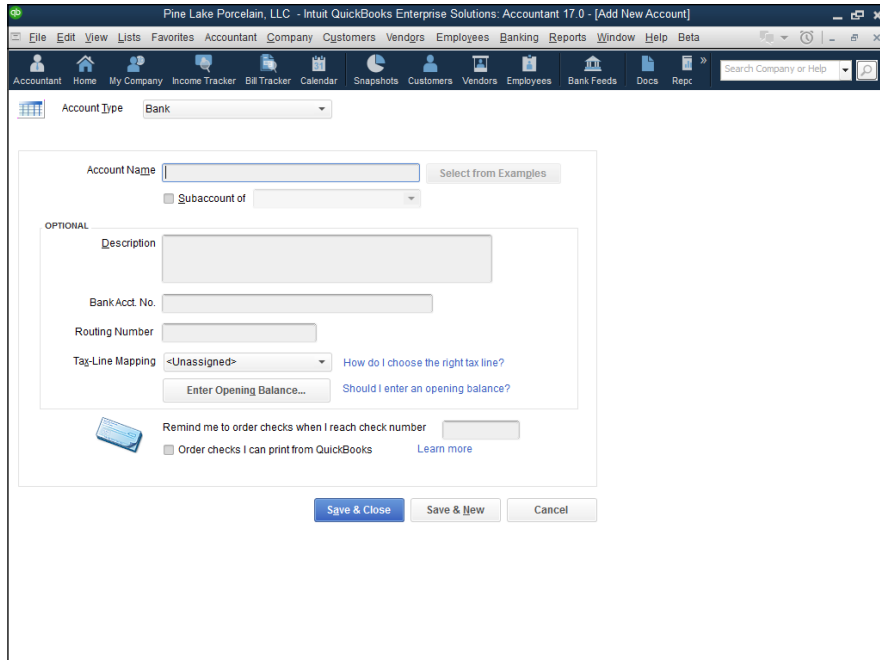 qb Pine Lake Porcelain, LLC - Intuit QuickBooks Enterprise Solutions: Accountant 17.0 - [Add New Account]
File Edit View Lists Favorites Accountant Company Customers Vendors Employees Banking Reports Window Help Beta
Accountant Home My Company Income Tracker Bill Tracker 31 Calendar Snapshots Customers Vendors Employees Bank Feeds Docs Repc » Search Company or Help
Account Type Bank
Account Name Select from Examples
Subaccount of
OPTIONAL
Description
Bank Acct. No.
Routing Number
Tax-Line Mapping <Unassigned> How do I choose the right tax line?
Enter Opening Balance... Should I enter an opening balance?
Remind me to order checks when I reach check number
Order checks I can print from QuickBooks Learn more
Save & Close Save & New Cancel